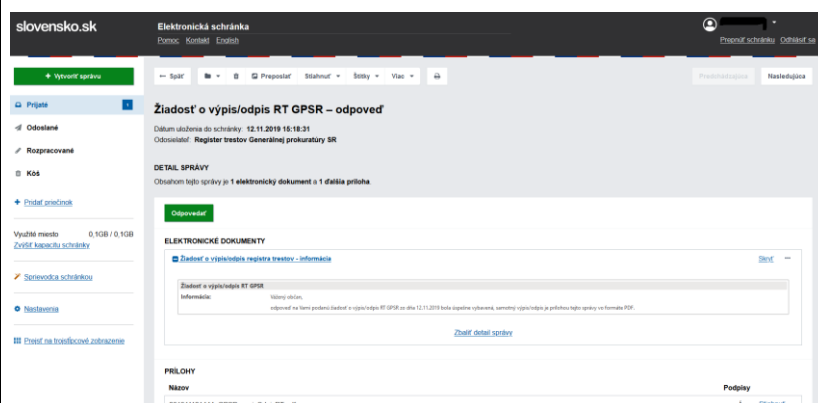 slovensko.sk
Elektronická schránka
Pomoc Kontakt English
Prepnúť schránku Odhlásiť sa
+ Vytvoriť správu
← Späť Preposlať Stiahnuť Štítky Viac
Predchádzajúca Nasledujúca
Prijaté
Odoslané
Rozpracované
Kôš
+ Pridať priečinok
Využité miesto 0,1GB / 0,1GB
Zvýšiť kapacitu schránky
Sprievodca schránkou
Nastavenia
Prejsť na trojstĺpcové zobrazenie
Žiadosť o výpis/odpis RT GPSR – odpoveď
Dátum uloženia do schránky: 12.11.2019 15:18:31
Odosielateľ: Register trestov Generálnej prokuratúry SR
DETAIL SPRÁVY
Obsahom tejto správy je 1 elektronický dokument a 1 ďalšia príloha.
Odpovedať
ELEKTRONICKÉ DOKUMENTY
Žiadosť o výpis/odpis registra trestov - informácia
Skryť
Žiadosť o výpis/odpis RT GPSR
Informácia: Vážený občan,
odpoveď na Vami podanú žiadosť o výpis/odpis RT GPSR zo dňa 12.11.2019 bola úspešne vybavená, samotný výpis/odpis je prílohou tejto správy vo formáte PDF.
Zbaliť detail správy
PRÍLOHY
Názov Podpisy